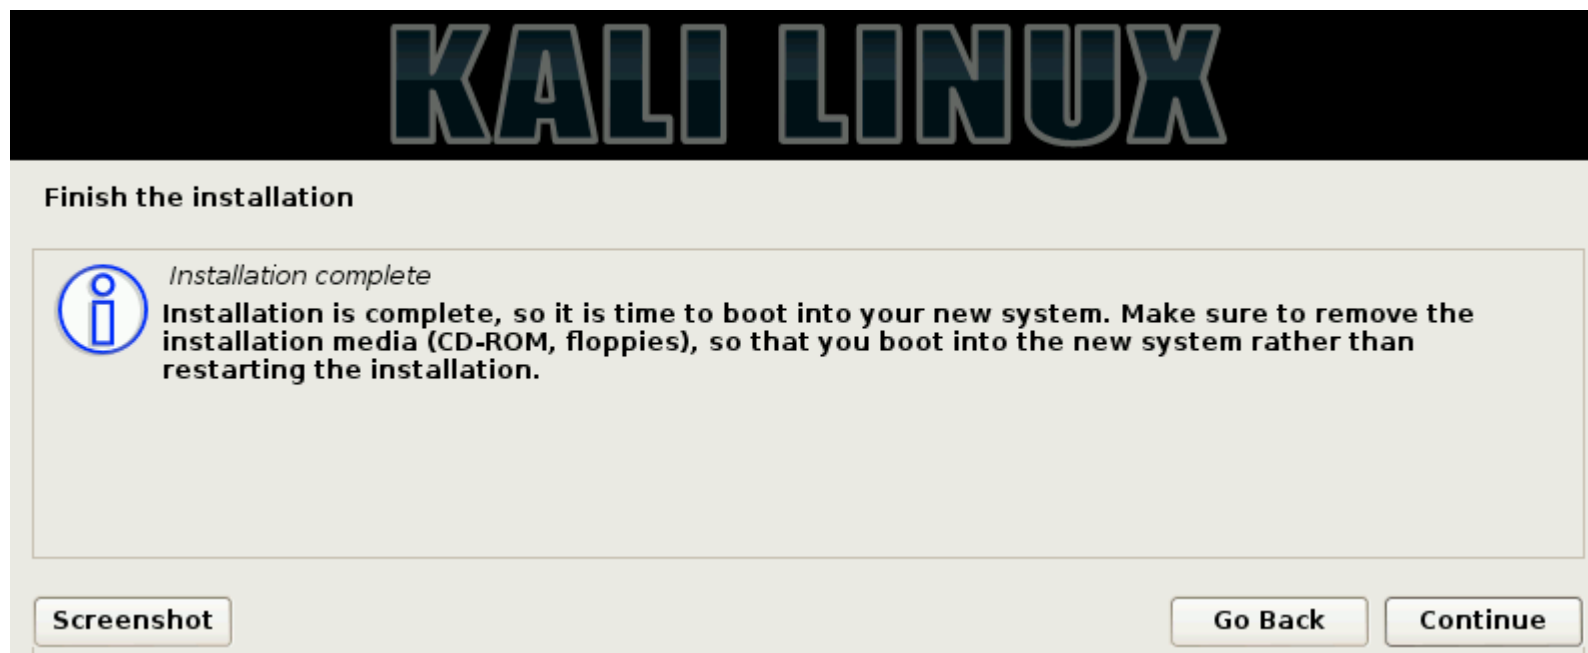 KALI LINUX
Finish the installation
Installation complete
Installation is complete, so it is time to boot into your new system. Make sure to remove the
installation media (CD-ROM, floppies), so that you boot into the new system rather than
restarting the installation.
Screenshot
Go Back
Continue